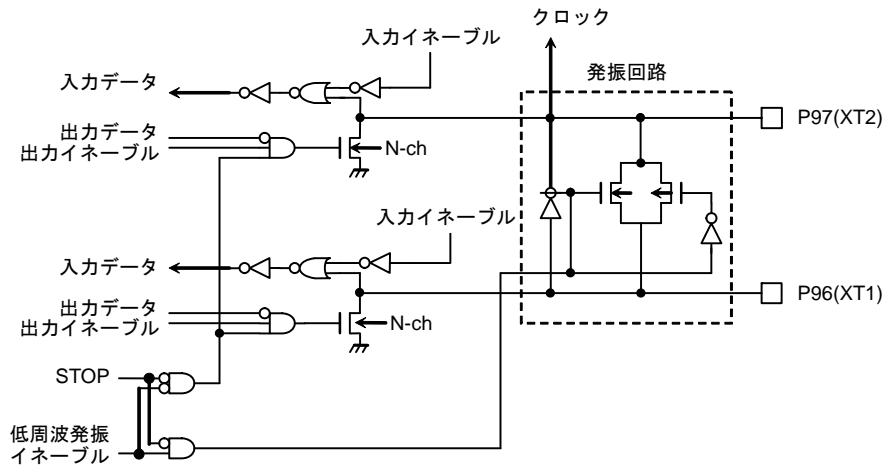 クロック
入力イネーブル
発振回路
入力データ
P97(XT2)
出力データ
出力イネーブル
N-ch
入力イネーブル
入力データ
P96(XT1)
出力データ
出力イネーブル
N-ch
STOP
低周波発振
イネーブル